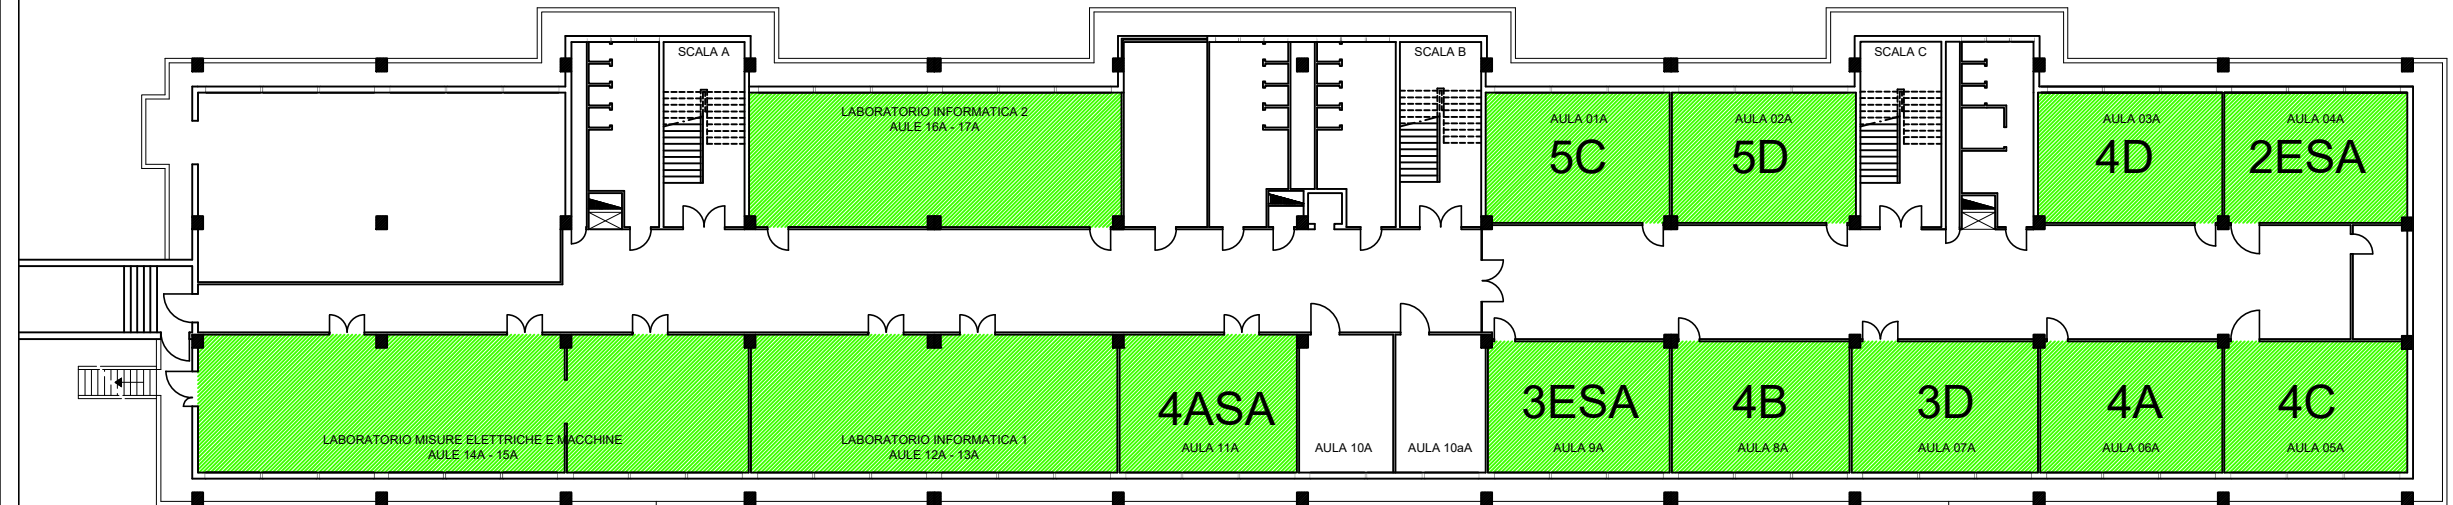 SCALA A
SCALA B
SCALA C
LABORATORIO INFORMATICA 2
AULE 16A - 17A
AULA 01A
5C
AULA 02A
5D
AULA 03A
4D
AULA 04A
2ESA
LABORATORIO MISURE ELETTRICHE E MACCHINE
AULE 14A - 15A
LABORATORIO INFORMATICA 1
AULE 12A - 13A
4ASA
AULA 11A
AULA 10A
AULA 10aA
3ESA
AULA 9A
4B
AULA 8A
3D
AULA 07A
4A
AULA 06A
4C
AULA 05A